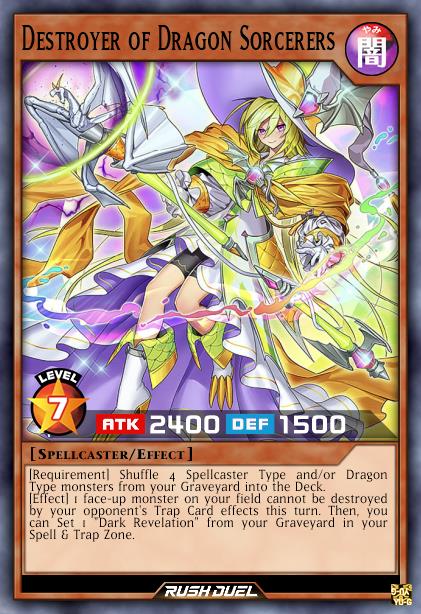 Destroyer of Dragon Sorcerers
やみ
闇
LEVEL
7
ATK 2400 DEF 1500
[Spellcaster/Effect]
[Requirement] Shuffle 4 Spellcaster Type and/or Dragon
Type monsters from your Graveyard into the Deck.
[Effect] 1 face-up monster on your field cannot be destroyed
by your opponent's Trap Card effects this turn. Then, you
can Set 1 "Dark Revelation" from your Graveyard in your
Spell & Trap Zone.
RUSH DUEL